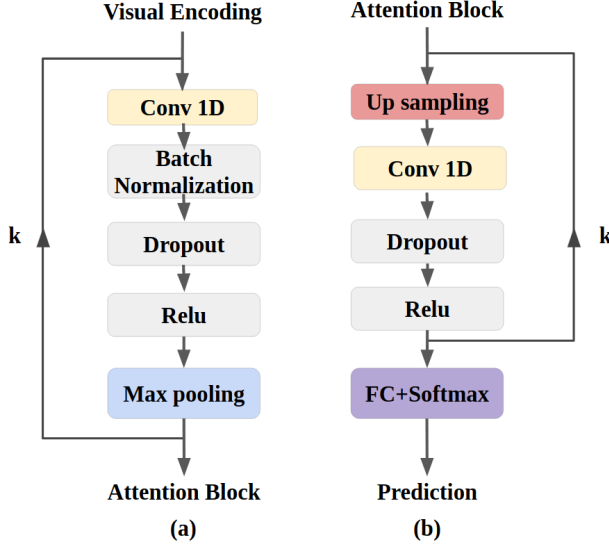 Visual Encoding
Conv 1D
Batch
Normalization
Dropout
Relu
Max pooling
k
Attention Block
(a)
Attention Block
Up sampling
Conv 1D
Dropout
Relu
FC+Softmax
k
Prediction
(b)